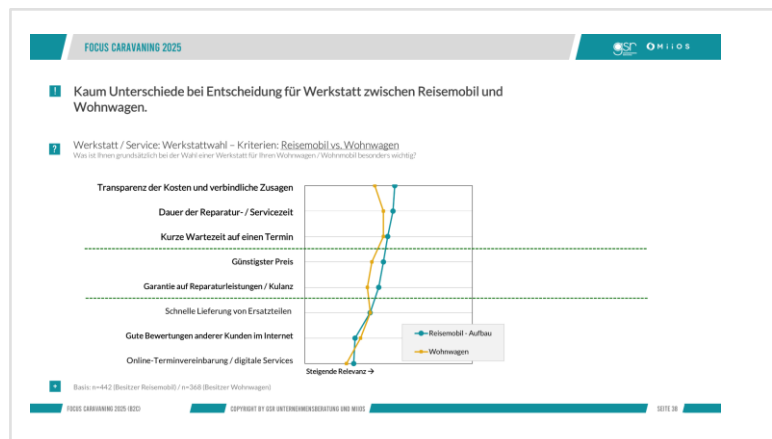 FOCUS CARAVANING 2025
gsr MiiOS
! Kaum Unterschiede bei Entscheidung für Werkstatt zwischen Reisemobil und
Wohnwagen.
? Werkstatt / Service: Werkstattwahl – Kriterien: Reisemobil vs. Wohnwagen
Was ist Ihnen grundsätzlich bei der Wahl einer Werkstatt für Ihren Wohnwagen / Wohnmobil besonders wichtig?
Transparenz der Kosten und verbindliche Zusagen
Dauer der Reparatur- / Servicezeit
Kurze Wartezeit auf einen Termin
Günstigster Preis
Garantie auf Reparaturleistungen / Kulanz
Schnelle Lieferung von Ersatzteilen
Gute Bewertungen anderer Kunden im Internet
Online-Terminvereinbarung / digitale Services
Reisemobil - Aufbau
Wohnwagen
Steigende Relevanz →
Basis: n=442 (Besitzer Reisemobil) / n=368 (Besitzer Wohnwagen)
FOCUS CARAVANING 2025 (B2C)
COPYRIGHT BY GSR UNTERNEHMENSBERATUNG UND MIIOS
SEITE 38